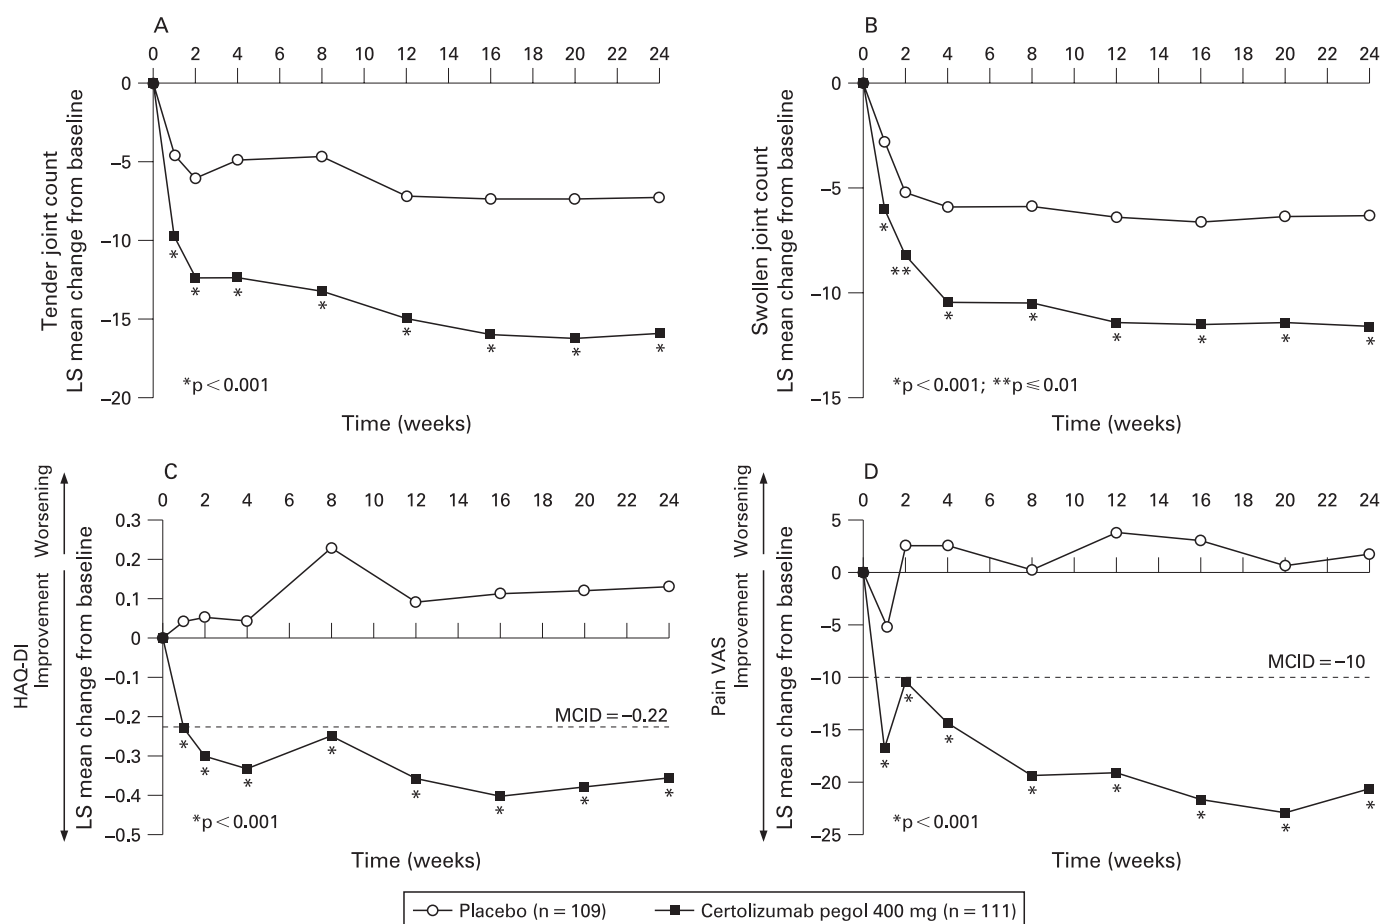 A
0 2 4 6 8 10 12 14 16 18 20 22 24
0
−5
−10
−15
−20
Tender joint count
LS mean change from baseline
* * * * * * * *
*p < 0.001
Time (weeks)
B
0 2 4 6 8 10 12 14 16 18 20 22 24
0
−5
−10
−15
Swollen joint count
LS mean change from baseline
* ** * * * * * *
*p < 0.001; **p ⩽ 0.01
Time (weeks)
C
0 2 4 6 8 10 12 14 16 18 20 22 24
0.3
0.2
0.1
0
−0.1
−0.2
−0.3
−0.4
−0.5
HAQ-DI
Improvement Worsening
LS mean change from baseline
MCID = −0.22
* * * * * * * *
*p < 0.001
Time (weeks)
D
0 2 4 6 8 10 12 14 16 18 20 22 24
5
0
−5
−10
−15
−20
−25
Pain VAS
Improvement Worsening
LS mean change from baseline
MCID = −10
* * * * * * * *
*p < 0.001
Time (weeks)
Placebo (n = 109) Certolizumab pegol 400 mg (n = 111)